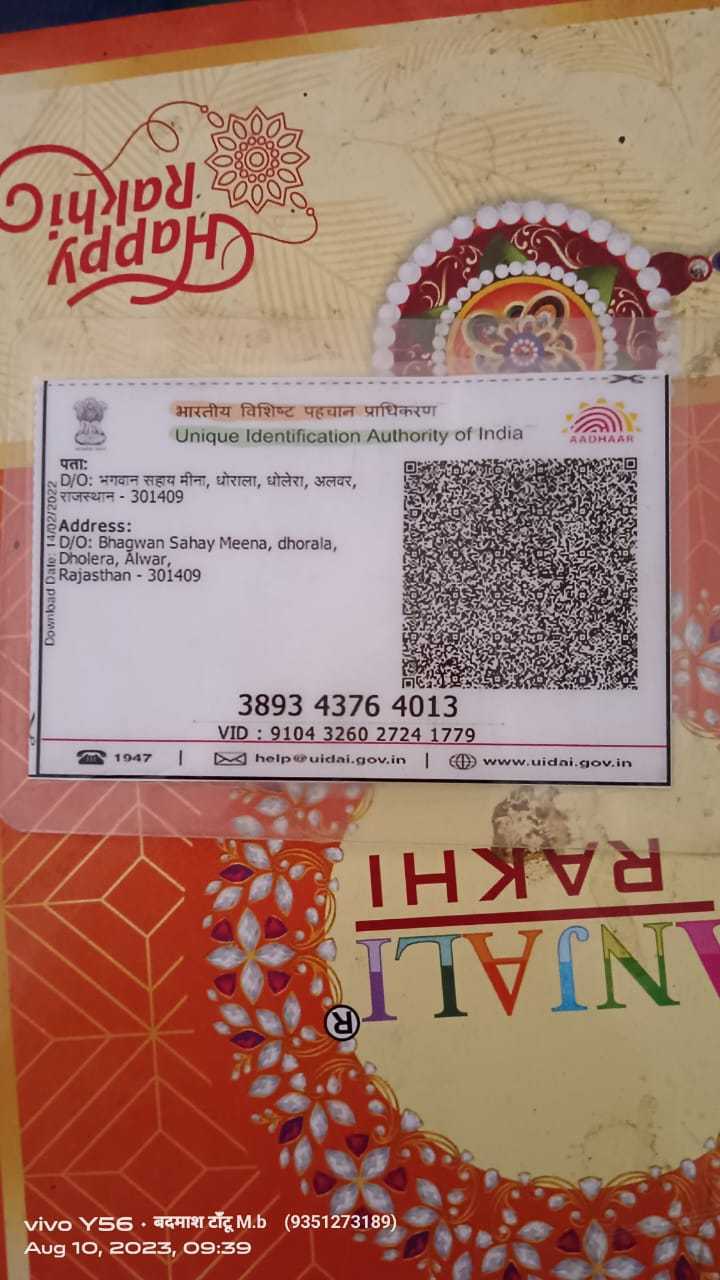 Happy
Rakhi
भारतीय विशिष्ट पहचान प्राधिकरण
Unique Identification Authority of India
AADHAAR
पता:
D/O: भगवान सहाय मीना, धोराला, धोलेरा, अलवर,
राजस्थान - 301409
Address:
D/O: Bhagwan Sahay Meena, dhorala,
Dholera, Alwar,
Rajasthan - 301409
Download Date: 14/02/2022
3893 4376 4013
VID : 9104 3260 2724 1779
1947 | help@uidai.gov.in | www.uidai.gov.in
ANJALI ®
RAKHI
vivo Y56 · बदमाश टाँटू M.b (9351273189)
Aug 10, 2023, 09:39